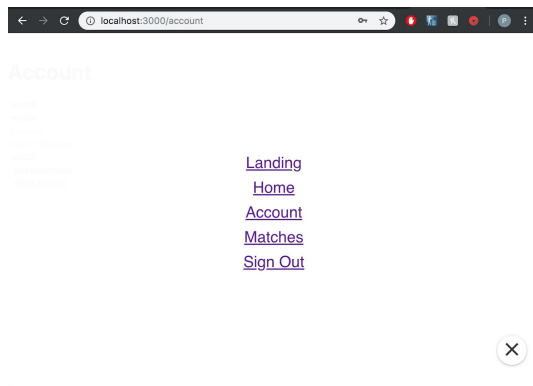 localhost:3000/account
P
Account
Landing
Home
Account
Matches
Sign Out